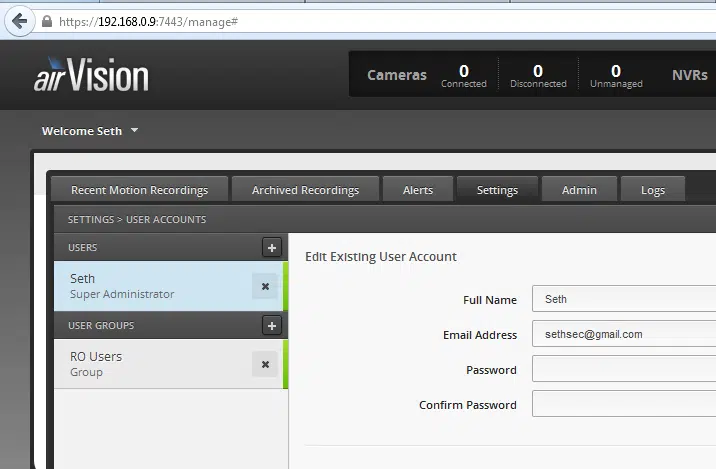 https://192.168.0.9:7443/manage#
airVision
Cameras 0 0 0 NVRs
Connected Disconnected Unmanaged
Welcome Seth
Recent Motion Recordings Archived Recordings Alerts Settings Admin Logs
SETTINGS > USER ACCOUNTS
USERS +
Edit Existing User Account
Seth
Super Administrator
Full Name Seth
USER GROUPS +
Email Address sethsec@gmail.com
RO Users
Group
Password
Confirm Password